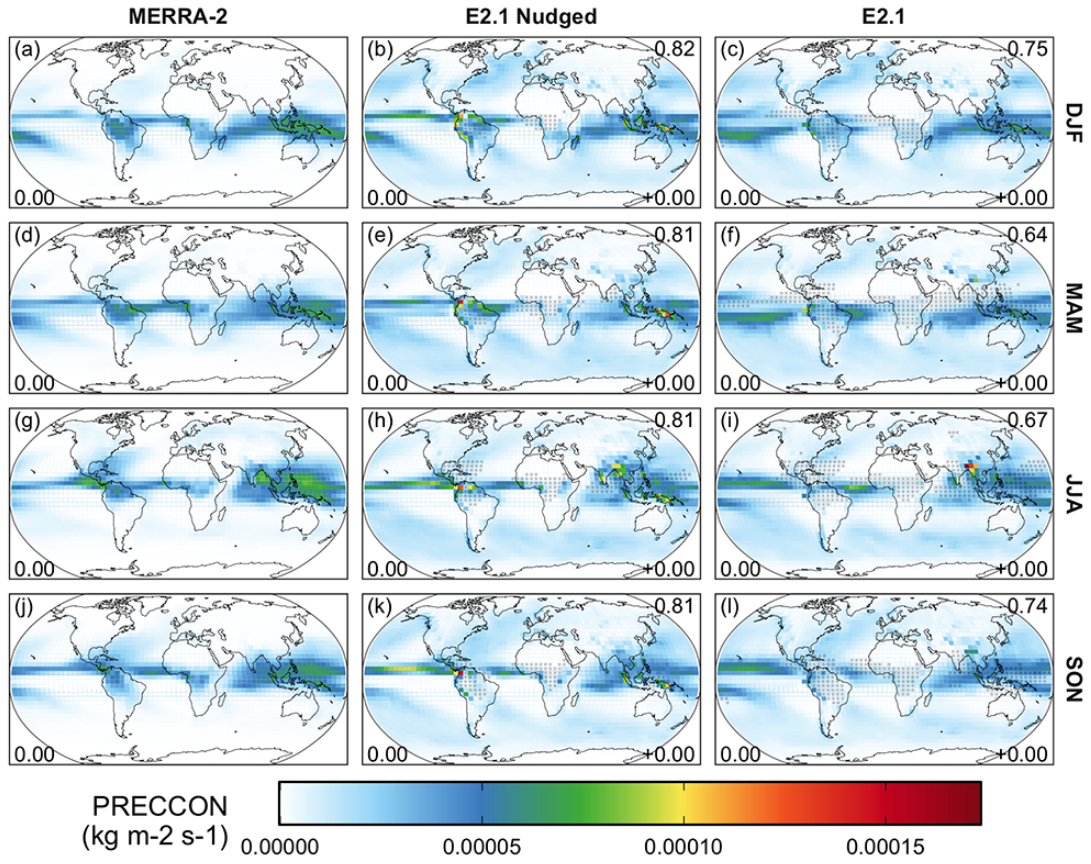 MERRA-2 E2.1 Nudged E2.1
(a) (b) 0.82 (c) 0.75
DJF
0.00 0.00 +0.00 0.00 +0.00
(d) (e) 0.81 (f) 0.64
MAM
0.00 0.00 +0.00 0.00 +0.00
(g) (h) 0.81 (i) 0.67
JJA
0.00 0.00 +0.00 0.00 +0.00
(j) (k) 0.81 (l) 0.74
SON
0.00 0.00 +0.00 0.00 +0.00
PRECCON
(kg m-2 s-1)
0.00000 0.00005 0.00010 0.00015